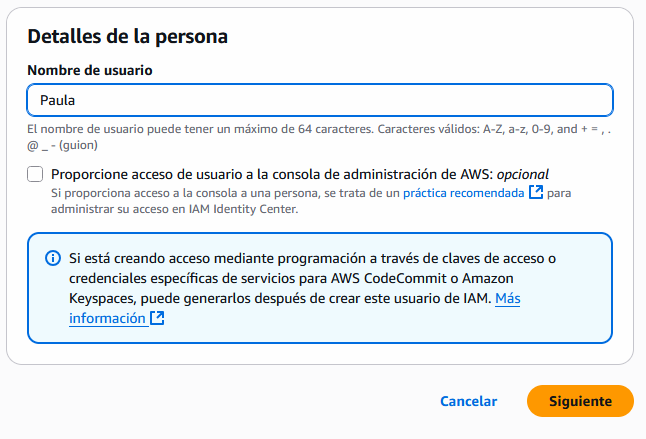 Detalles de la persona
Nombre de usuario
Paula
El nombre de usuario puede tener un máximo de 64 caracteres. Caracteres válidos: A-Z, a-z, 0-9, and + = , .
@ _ - (guion)
Proporcione acceso de usuario a la consola de administración de AWS: opcional
Si proporciona acceso a la consola a una persona, se trata de un práctica recomendada para
administrar su acceso en IAM Identity Center.
Si está creando acceso mediante programación a través de claves de acceso o
credenciales específicas de servicios para AWS CodeCommit o Amazon
Keyspaces, puede generarlos después de crear este usuario de IAM. Más
información
Cancelar
Siguiente